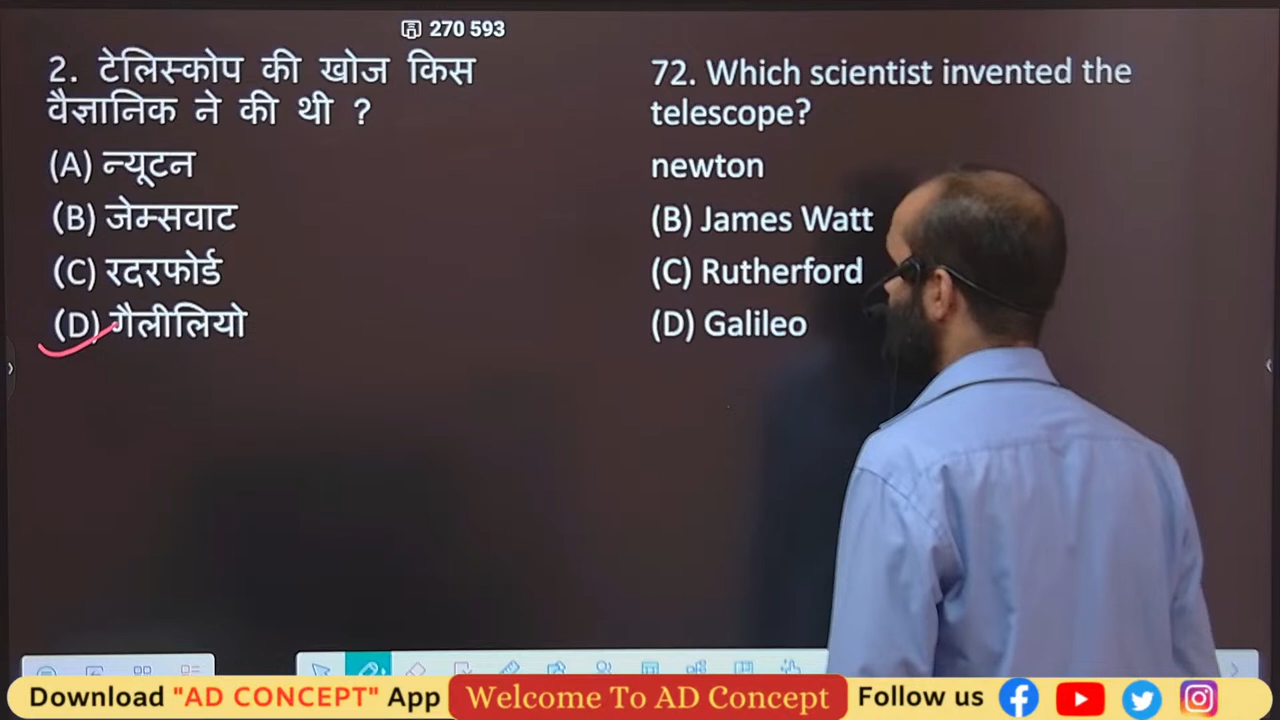 270 593
2. टेलिस्कोप की खोज किस
वैज्ञानिक ने की थी ?
(A) न्यूटन
(B) जेम्सवाट
(C) रदरफोर्ड
(D) गैलीलियो
72. Which scientist invented the
telescope?
newton
(B) James Watt
(C) Rutherford
(D) Galileo
Download "AD CONCEPT" App
Welcome To AD Concept
Follow us